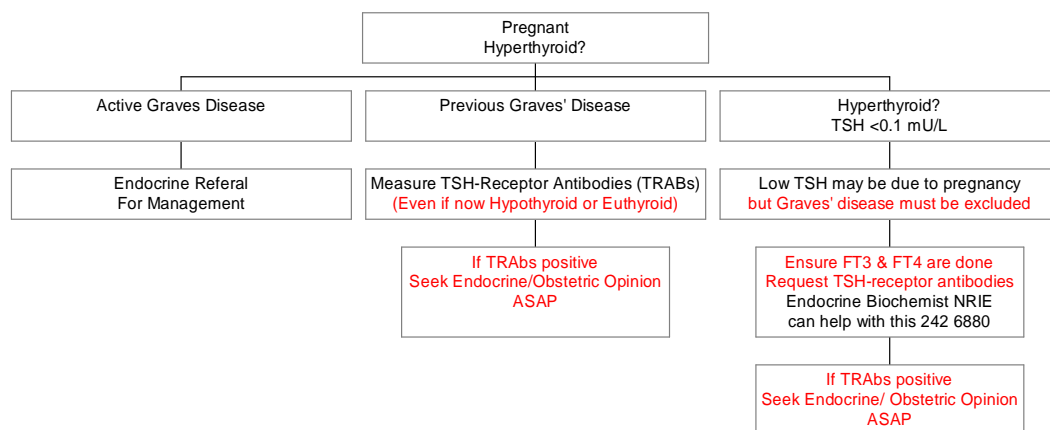 Pregnant
Hyperthyroid?
Active Graves Disease
Previous Graves' Disease
Hyperthyroid?
TSH <0.1 mU/L
Endocrine Referal
For Management
Measure TSH-Receptor Antibodies (TRABs)
(Even if now Hypothyroid or Euthyroid)
Low TSH may be due to pregnancy
but Graves' disease must be excluded
If TRAbs positive
Seek Endocrine/Obstetric Opinion
ASAP
Ensure FT3 & FT4 are done
Request TSH-receptor antibodies
Endocrine Biochemist NRIE
can help with this 242 6880
If TRAbs positive
Seek Endocrine/ Obstetric Opinion
ASAP